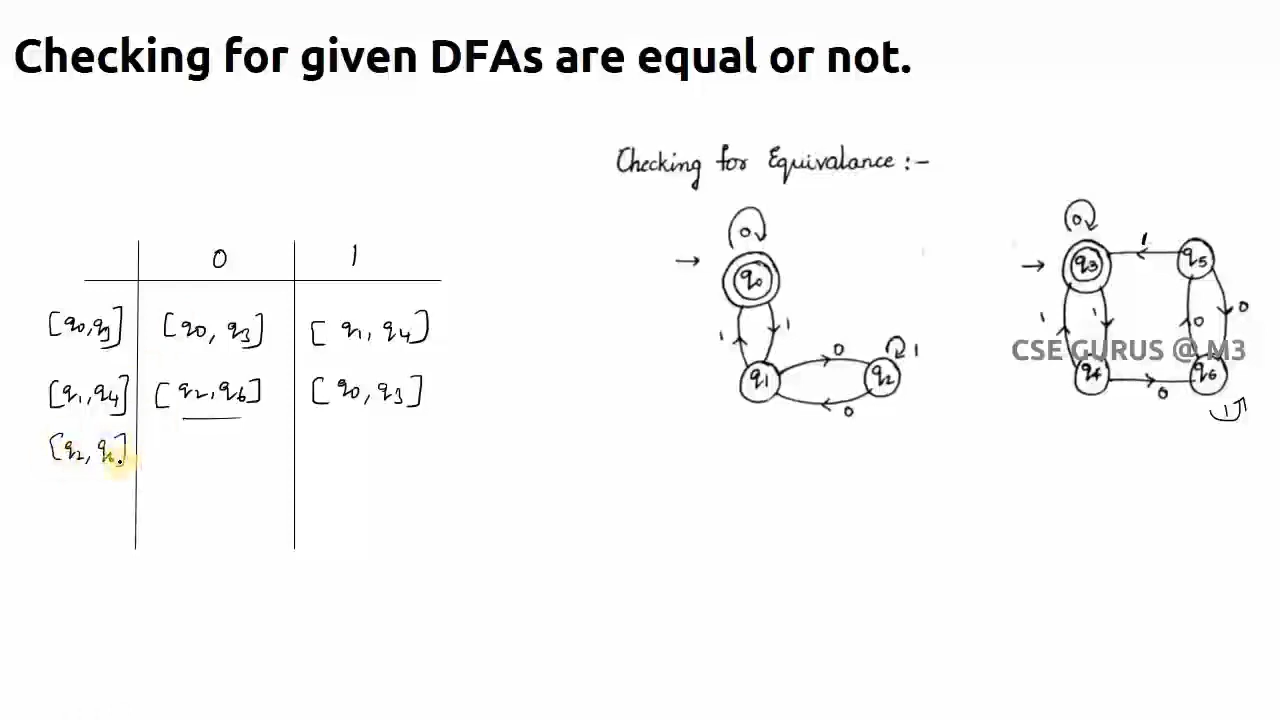 Checking for given DFAs are equal or not.
Checking for Equivalance :-
0 1
[q0,q3] [q0, q3] [q1, q4]
[q1,q4] [q2,q6] [q0,q3]
[q2, q6]
0
q0
1 1
q1 0 q2 1
0
0
q3 1 q5
1 1 0 0
q4 0 q6
1
CSE GURUS @ M3